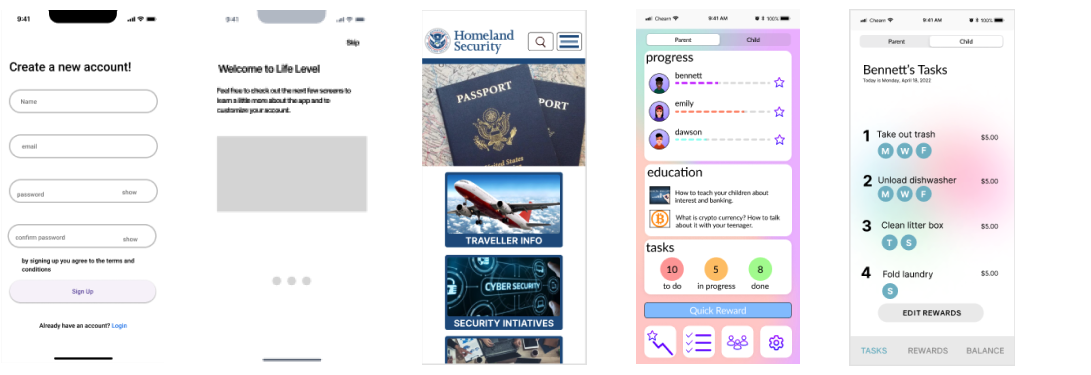 9:41
Create a new account!
Name
email
password
show
confirm password
show
by signing up you agree to the terms and
conditions
Sign Up
Already have an account? Login
9:41
Skip
Welcome to Life Level
Feel free to check out the next few screens to
learn a little more about the app and to
customize your account.
Homeland
Security
PASSPORT
PORT
United States
TRAVELLER INFO
CYBER SECURITY
SECURITY INTIATIVES
9:41 AM
100%
Parent
Child
progress
bennett
emily
dawson
education
How to teach your children about
interest and banking.
What is crypto currency? How to talk
about it with your teenager.
tasks
10
5
8
to do
in progress
done
Quick Reward
9:41 AM
100%
Parent
Child
Bennett's Tasks
Today is Monday, April 18, 2022
1 Take out trash $5.00
M W F
2 Unload dishwasher $5.00
M W F
3 Clean litter box $5.00
T S
4 Fold laundry $5.00
S
EDIT REWARDS
TASKS REWARDS BALANCE